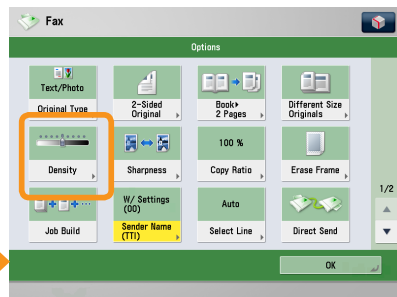 Fax
Options
Text/Photo
Original Type
2-Sided
Original
Book▸
2 Pages
Different Size
Originals
Density
Sharpness
100 %
Copy Ratio
Erase Frame
1/2
Job Build
W/ Settings
(00)
Sender Name
(TTI)
Auto
Select Line
Direct Send
OK